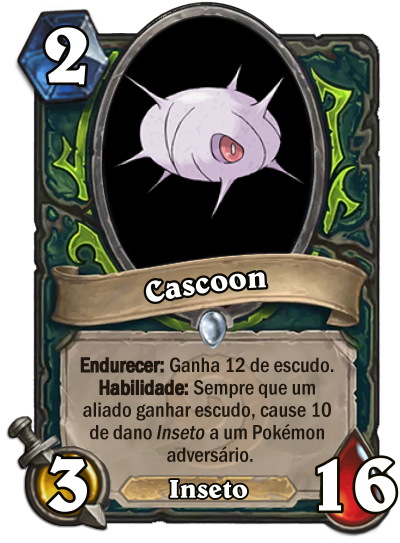 2
Cascoon
Endurecer: Ganha 12 de escudo.
Habilidade: Sempre que um
aliado ganhar escudo, cause 10
de dano Inseto a um Pokémon
adversário.
3
Inseto
16